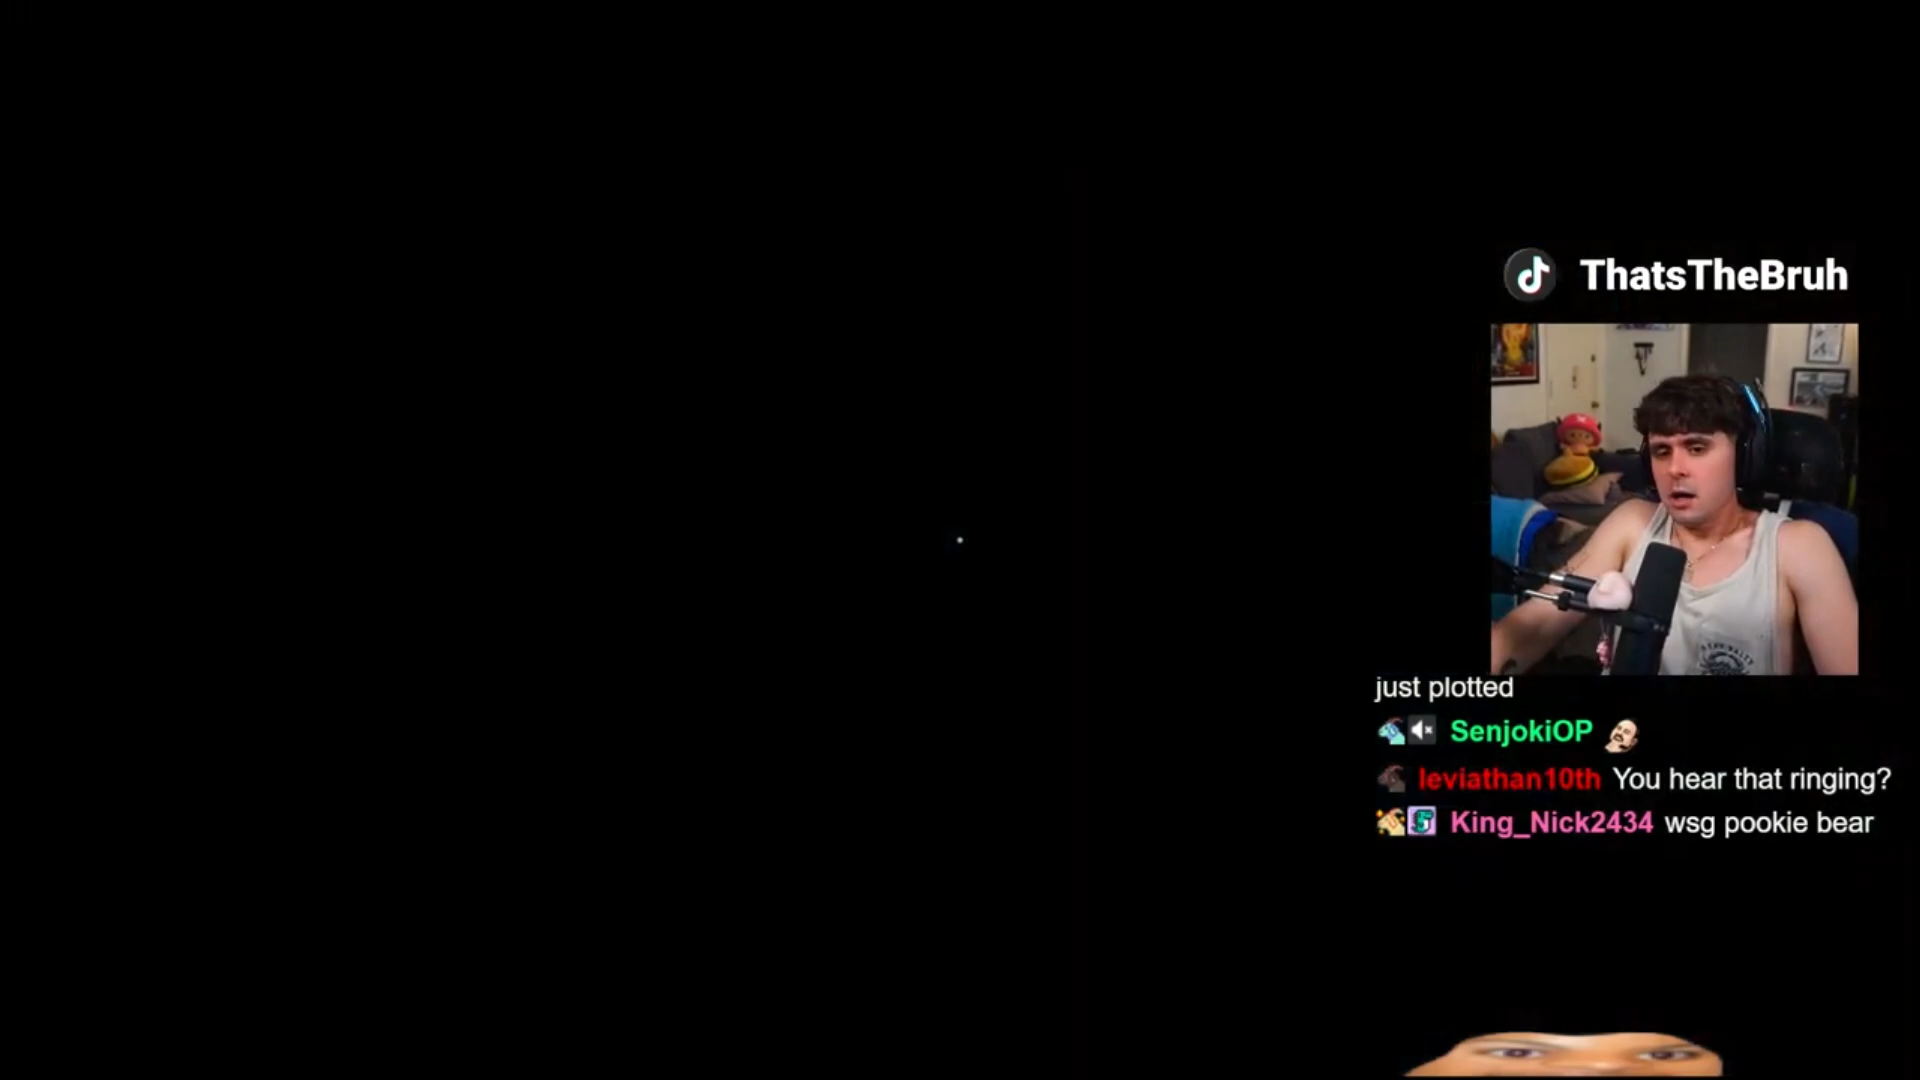 ThatsTheBruh
just plotted
SenjokiOP
leviathan10th You hear that ringing?
King_Nick2434 wsg pookie bear